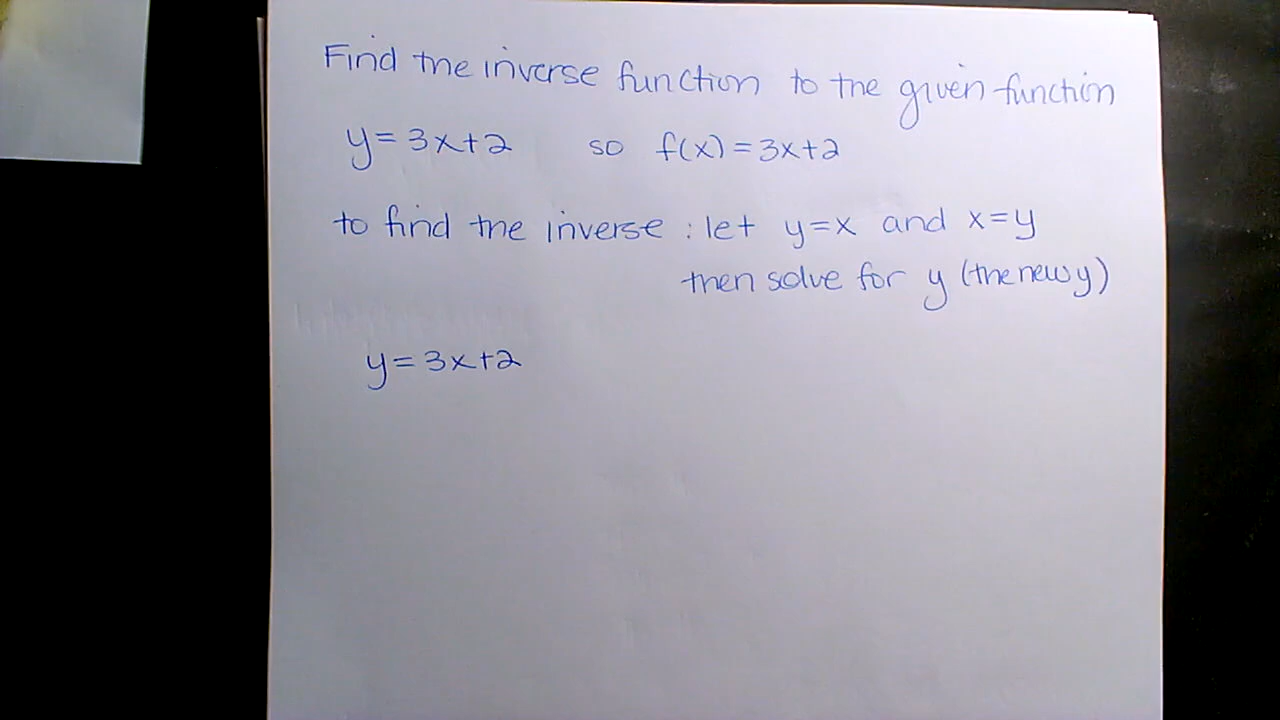 Find the inverse function to the given function
y=3x+2 so f(x)=3x+2
to find the inverse : let y=x and x=y
then solve for y (the new y)
y=3x+2